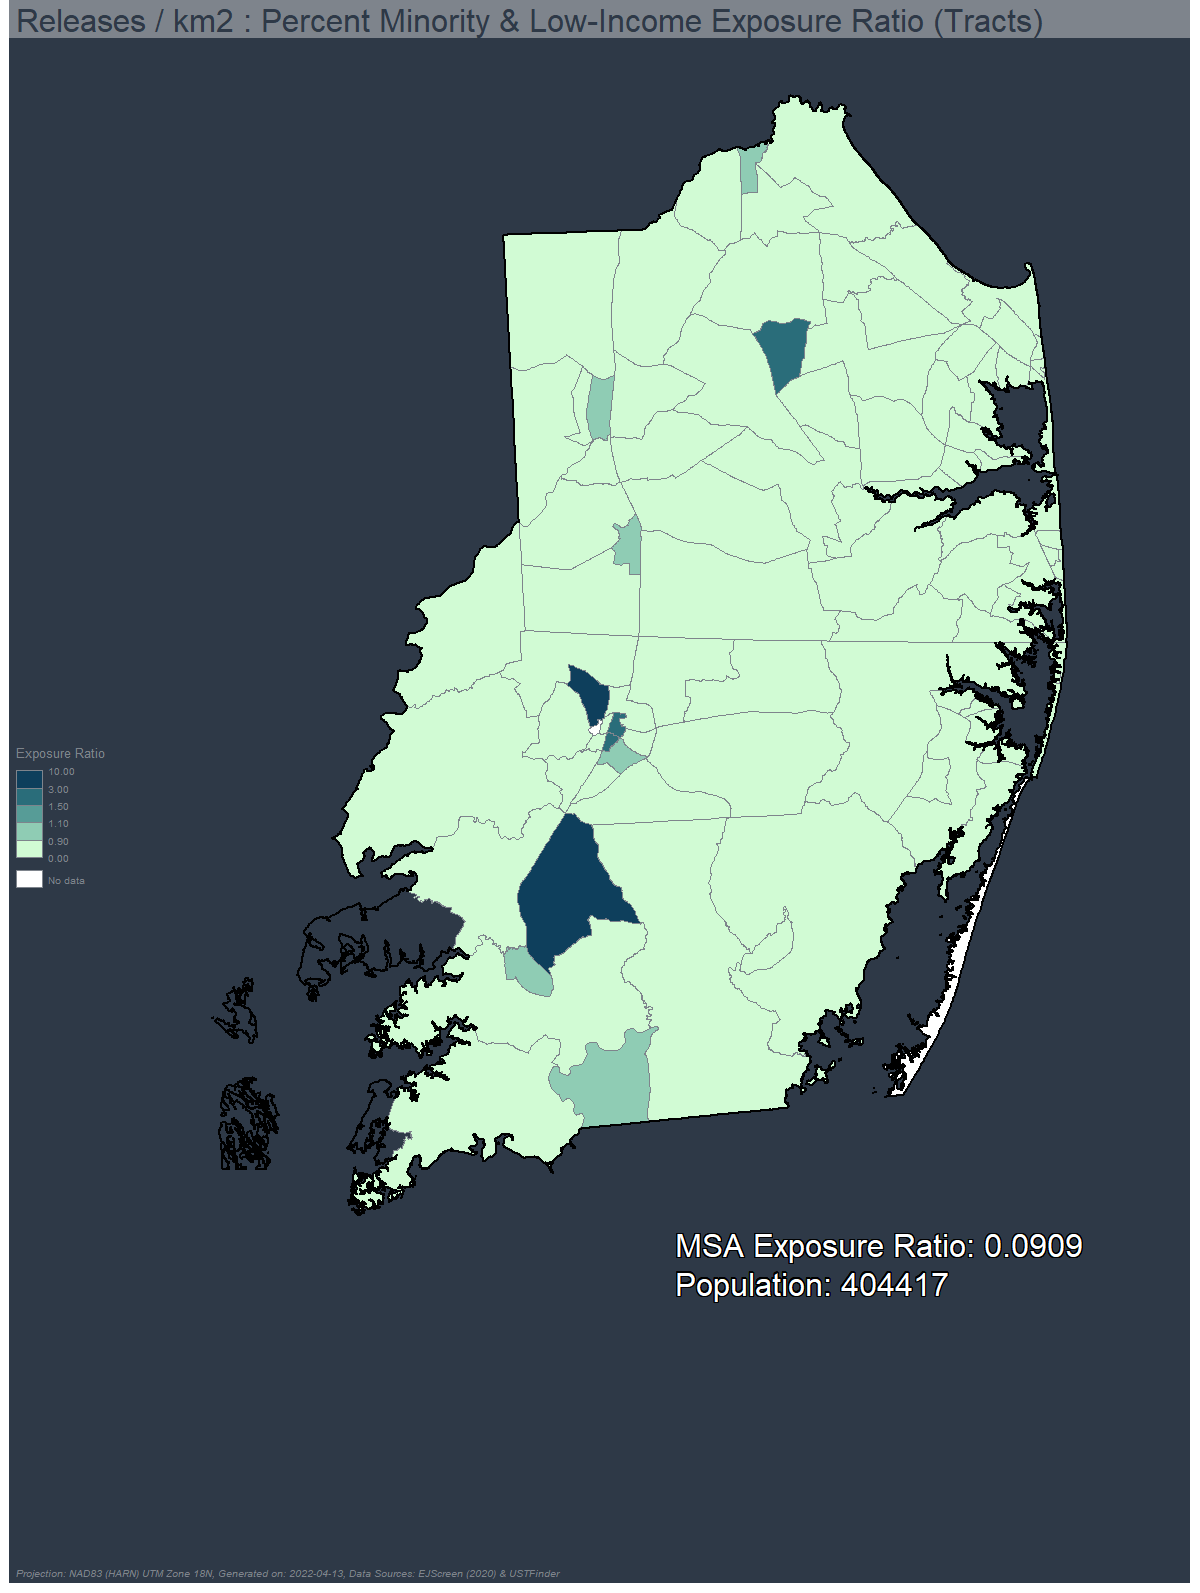 Releases / km2 : Percent Minority & Low-Income Exposure Ratio (Tracts)
Exposure Ratio
10.00
3.00
1.50
1.10
0.90
0.00
No data
MSA Exposure Ratio: 0.0909
Population: 404417
Projection: NAD83 (HARN) UTM Zone 18N, Generated on: 2022-04-13, Data Sources: EJScreen (2020) & USTFinder